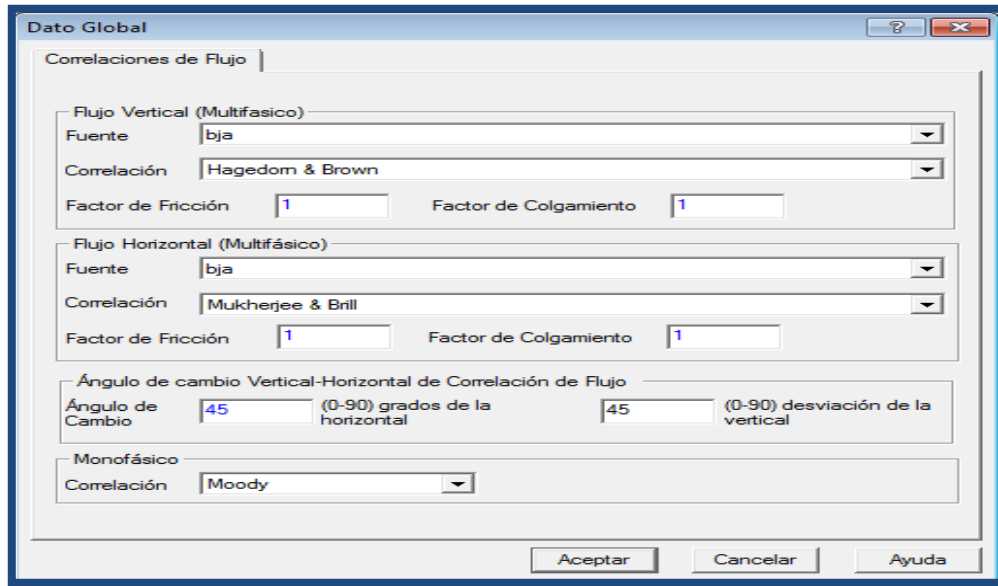 Dato Global
Correlaciones de Flujo
Flujo Vertical (Multifasico)
Fuente bja
Correlación Hagedorn & Brown
Factor de Fricción 1 Factor de Colgamiento 1
Flujo Horizontal (Multifásico)
Fuente bja
Correlación Mukherjee & Brill
Factor de Fricción 1 Factor de Colgamiento 1
Ángulo de cambio Vertical-Horizontal de Correlación de Flujo
Ángulo de Cambio 45 (0-90) grados de la horizontal 45 (0-90) desviación de la vertical
Monofásico
Correlación Moody
Aceptar Cancelar Ayuda